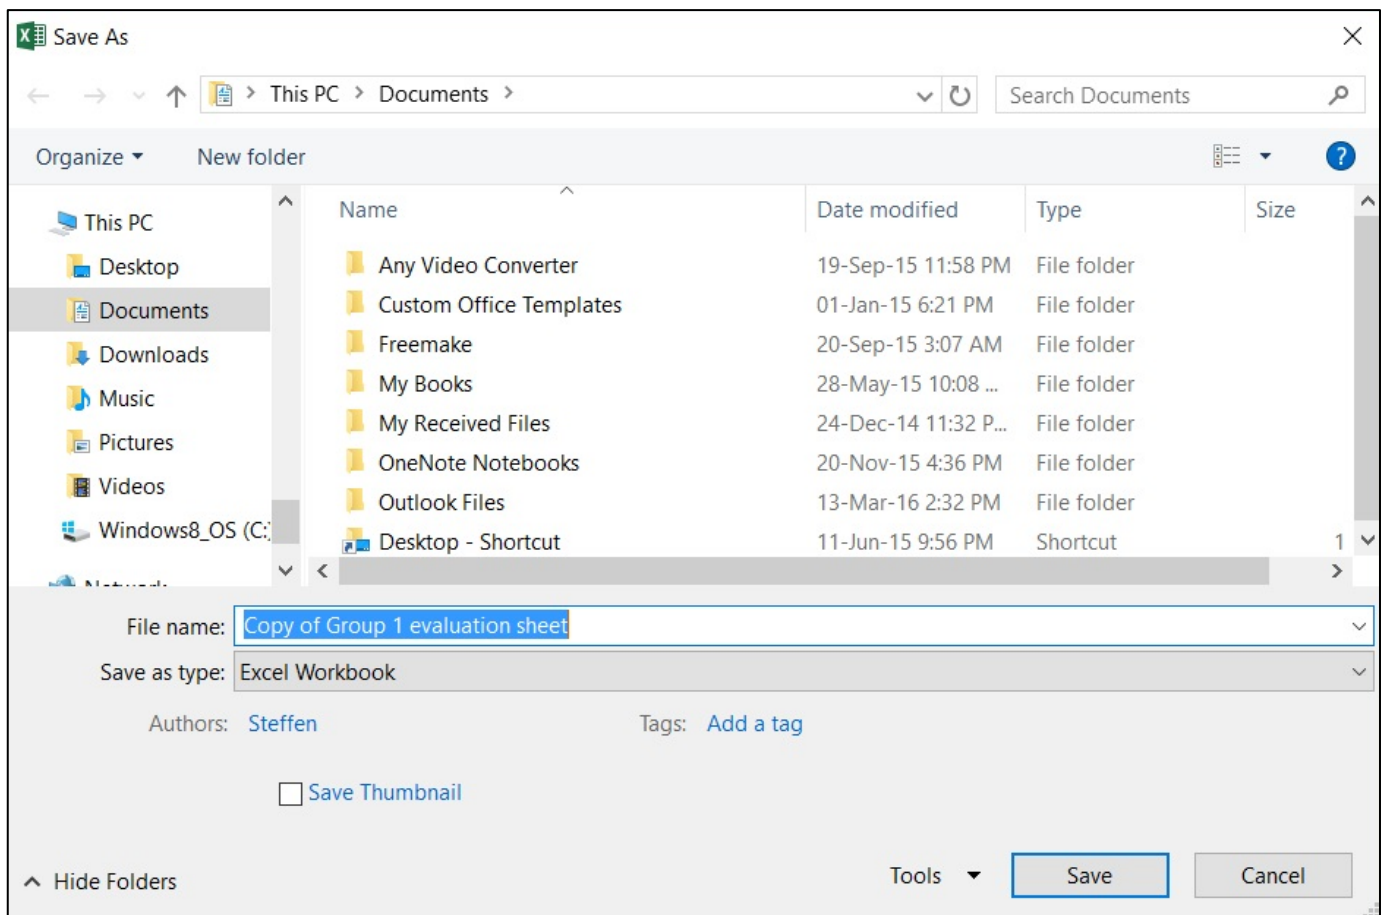 Save As
This PC > Documents >
Search Documents
Organize
New folder
?
This PC
Desktop
Documents
Downloads
Music
Pictures
Videos
Windows8_OS (C:)
Network
Name Date modified Type Size
Any Video Converter 19-Sep-15 11:58 PM File folder
Custom Office Templates 01-Jan-15 6:21 PM File folder
Freemake 20-Sep-15 3:07 AM File folder
My Books 28-May-15 10:08 ... File folder
My Received Files 24-Dec-14 11:32 P... File folder
OneNote Notebooks 20-Nov-15 4:36 PM File folder
Outlook Files 13-Mar-16 2:32 PM File folder
Desktop - Shortcut 11-Jun-15 9:56 PM Shortcut 1
File name: Copy of Group 1 evaluation sheet
Save as type: Excel Workbook
Authors: Steffen Tags: Add a tag
Save Thumbnail
Hide Folders
Tools
Save
Cancel